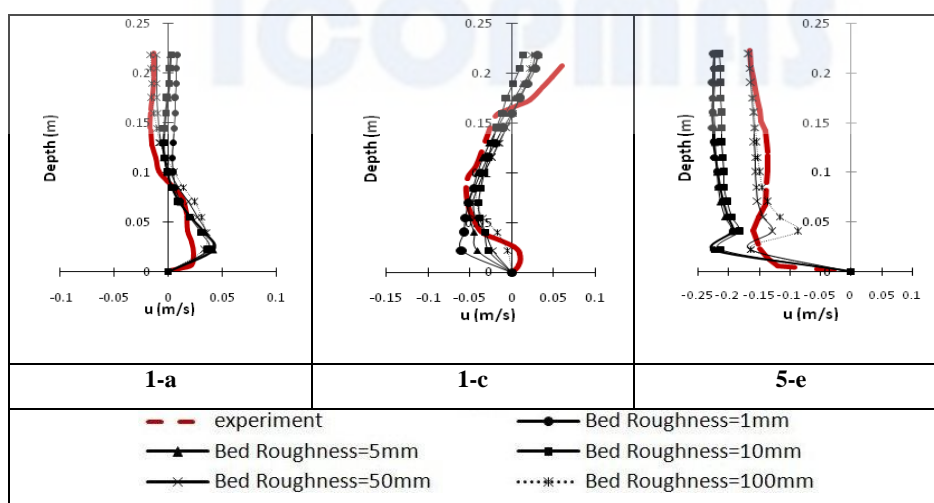 ICOPMAS
0.25
0.2
0.15
0.1
0.05
0
Depth (m)
-0.1
-0.05
0
0.05
0.1
u (m/s)
0.25
0.2
0.15
0.1
0
Depth (m)
-0.15
-0.1
-0.05
0
0.05
0.1
u (m/s)
0.25
0.2
0.15
0.1
0.05
0
Depth (m)
-0.25 -0.2 -0.15 -0.1 -0.05 0 0.05 0.1
u (m/s)
1-a
1-c
5-e
experiment
Bed Roughness=1mm
Bed Roughness=5mm
Bed Roughness=10mm
Bed Roughness=50mm
Bed Roughness=100mm